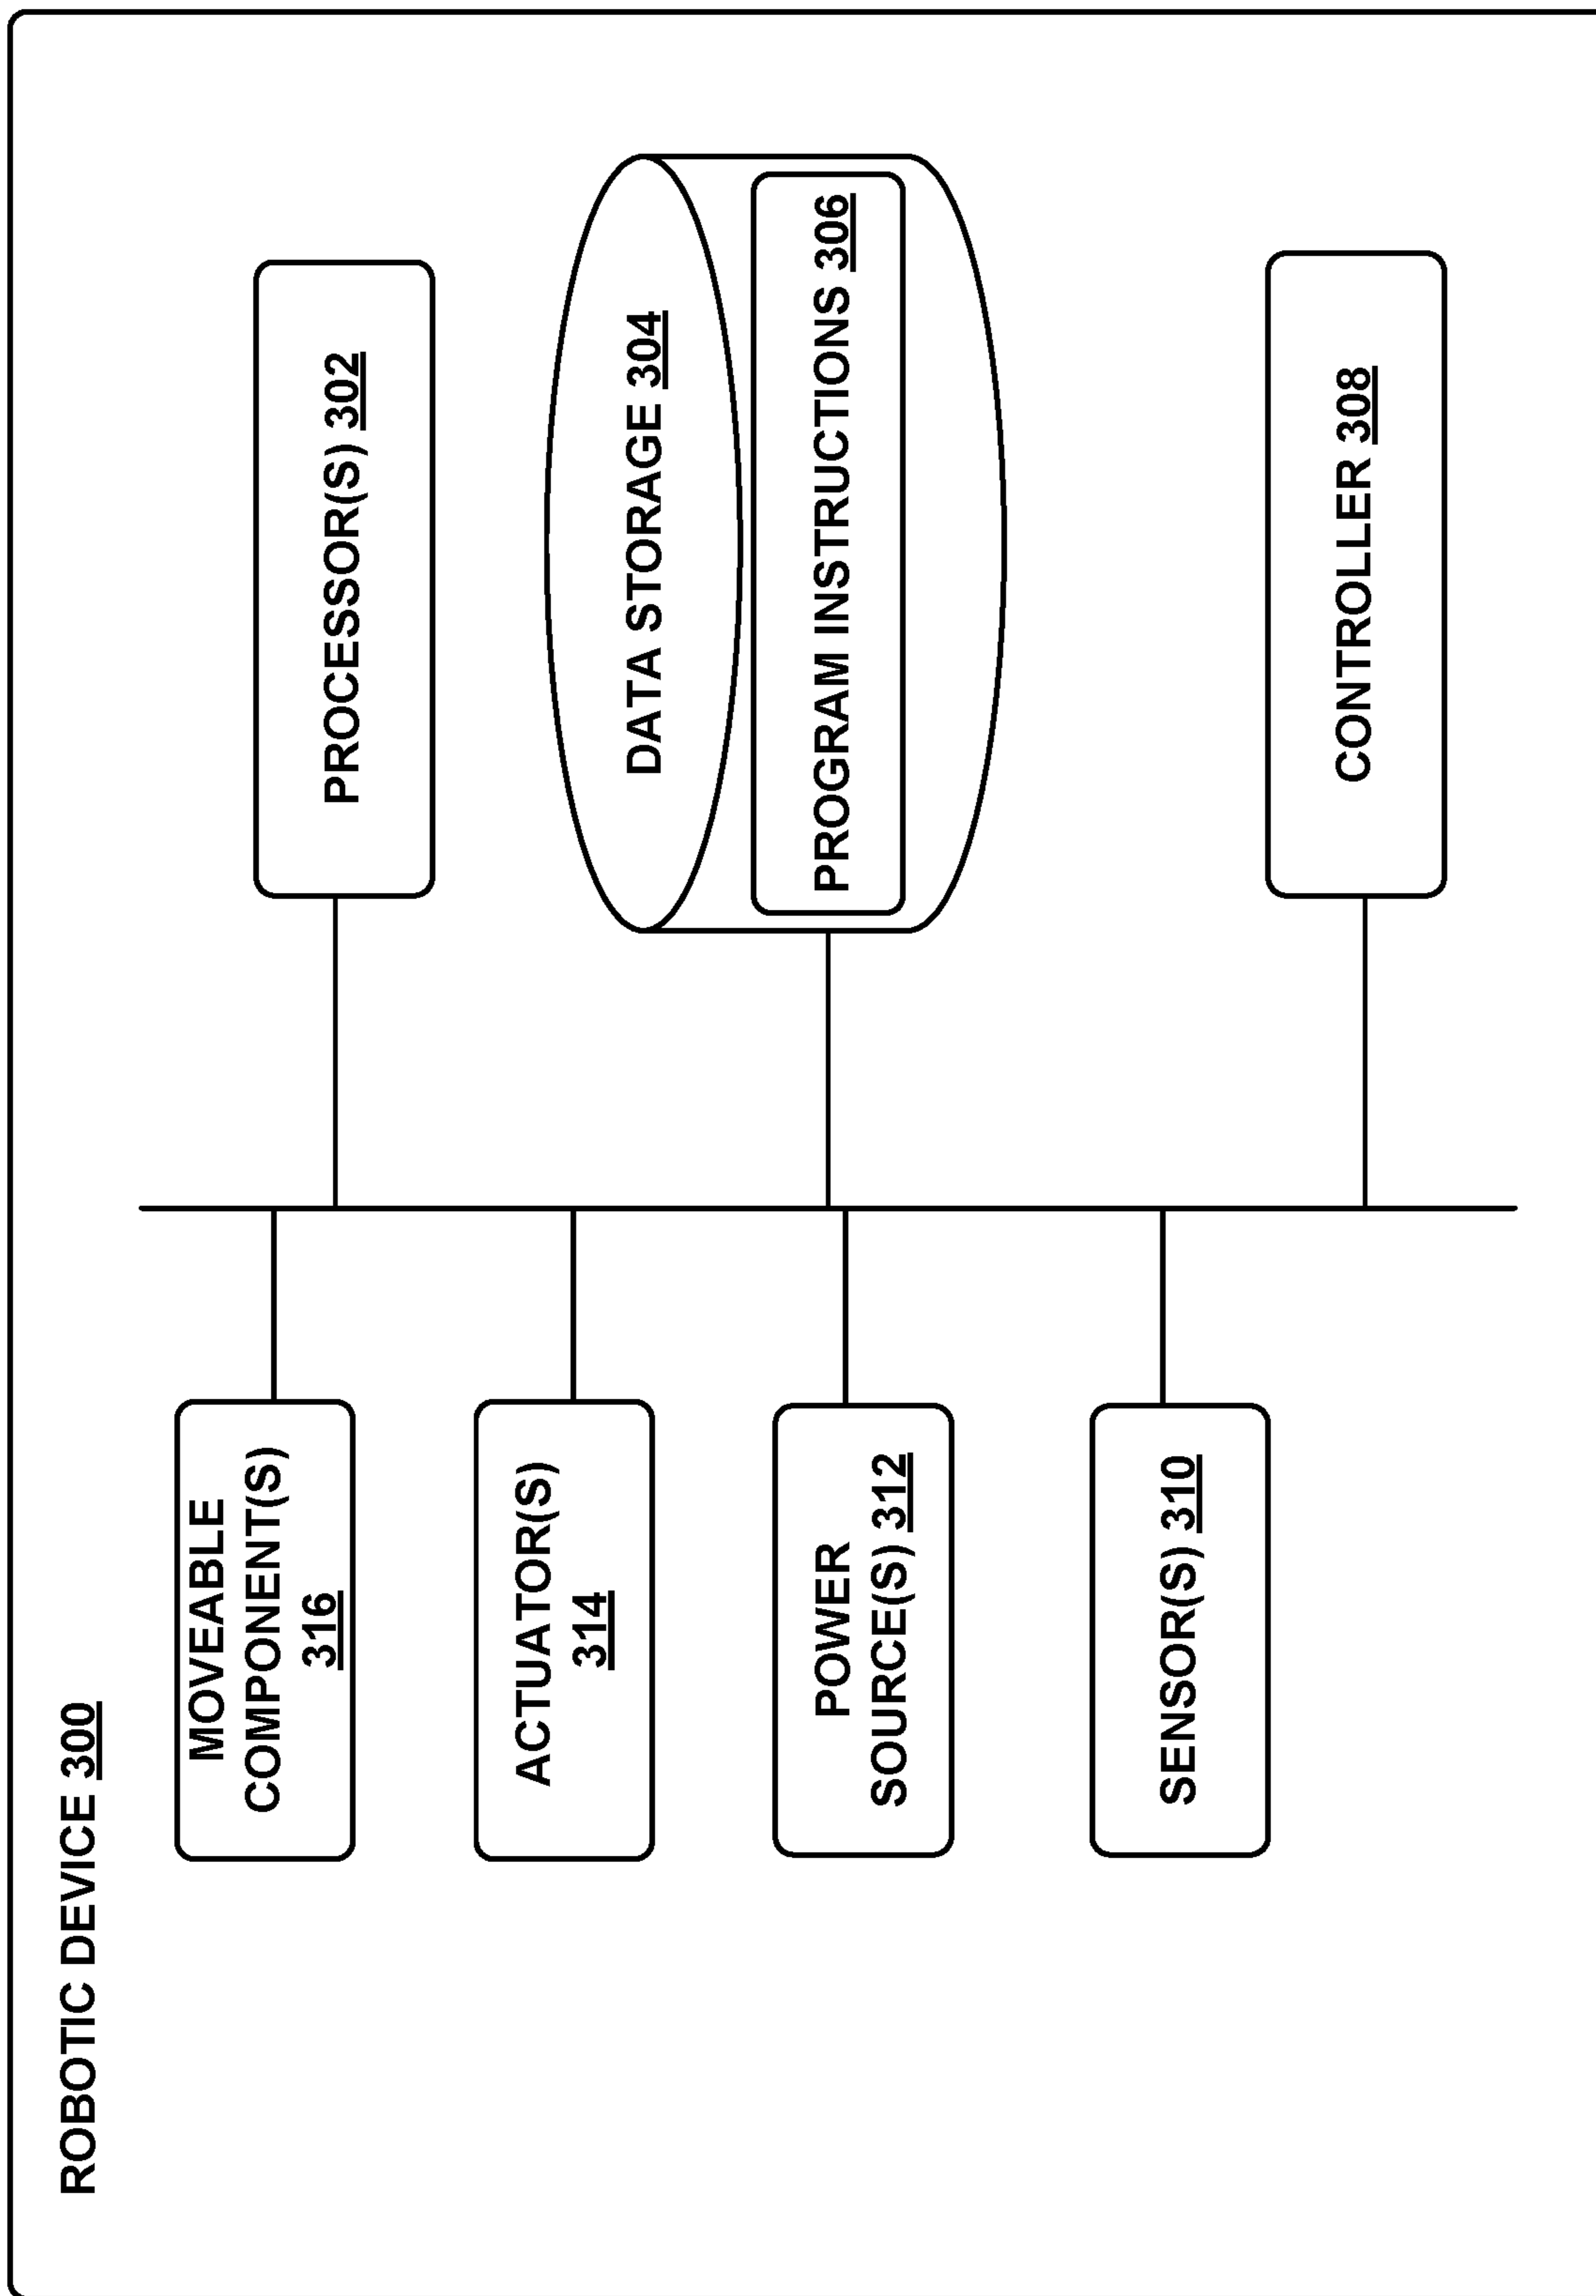 ROBOTIC DEVICE 300
PROCESSOR(S) 302
DATA STORAGE 304
PROGRAM INSTRUCTIONS 306
CONTROLLER 308
MOVEABLE
COMPONENT(S)
316
ACTUATOR(S)
314
POWER
SOURCE(S) 312
SENSOR(S) 310